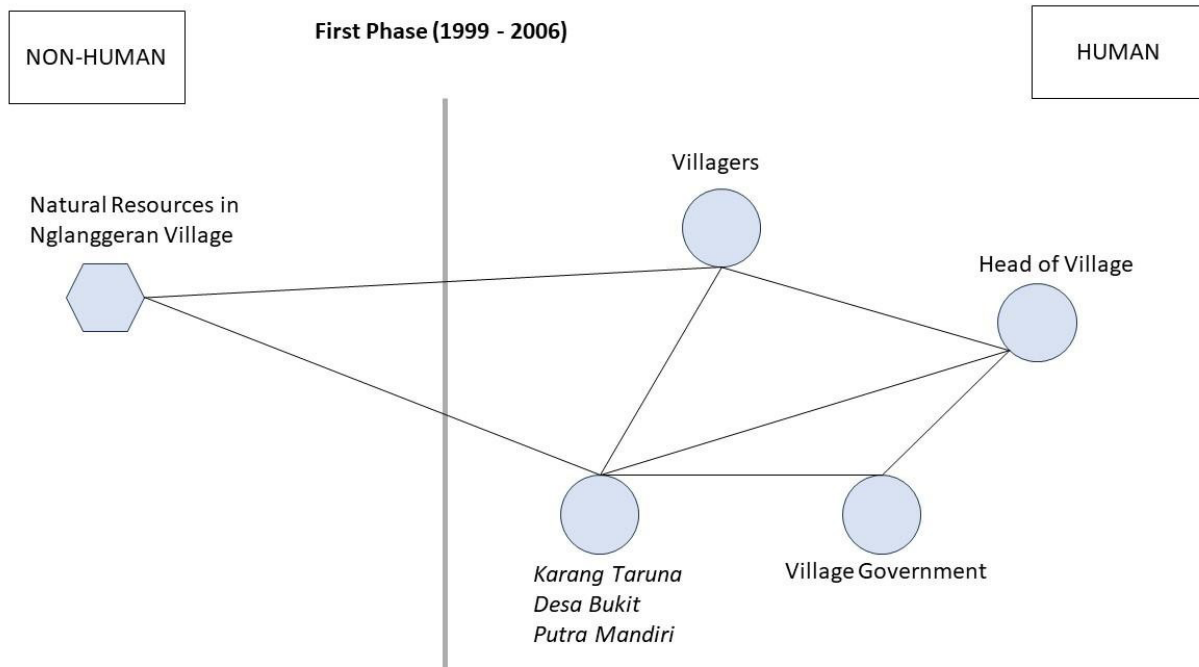 NON-HUMAN
First Phase (1999 - 2006)
HUMAN
Villagers
Natural Resources in
Nglanggeran Village
Head of Village
Karang Taruna
Desa Bukit
Putra Mandiri
Village Government